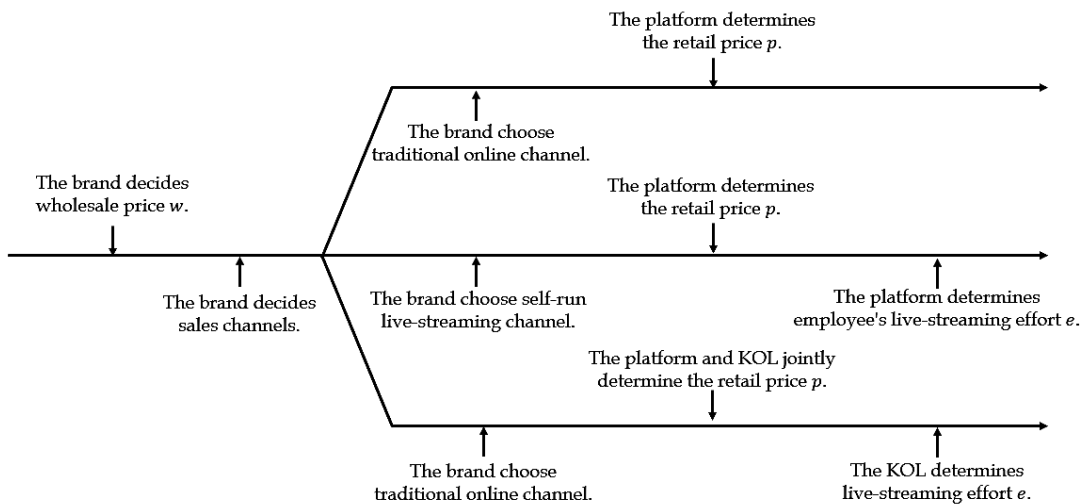 The platform determines
the retail price p.
The brand choose
traditional online channel.
The brand decides
wholesale price w.
The platform determines
the retail price p.
The brand decides
sales channels.
The brand choose self-run
live-streaming channel.
The platform determines
employee's live-streaming effort e.
The platform and KOL jointly
determine the retail price p.
The brand choose
traditional online channel.
The KOL determines
live-streaming effort e.